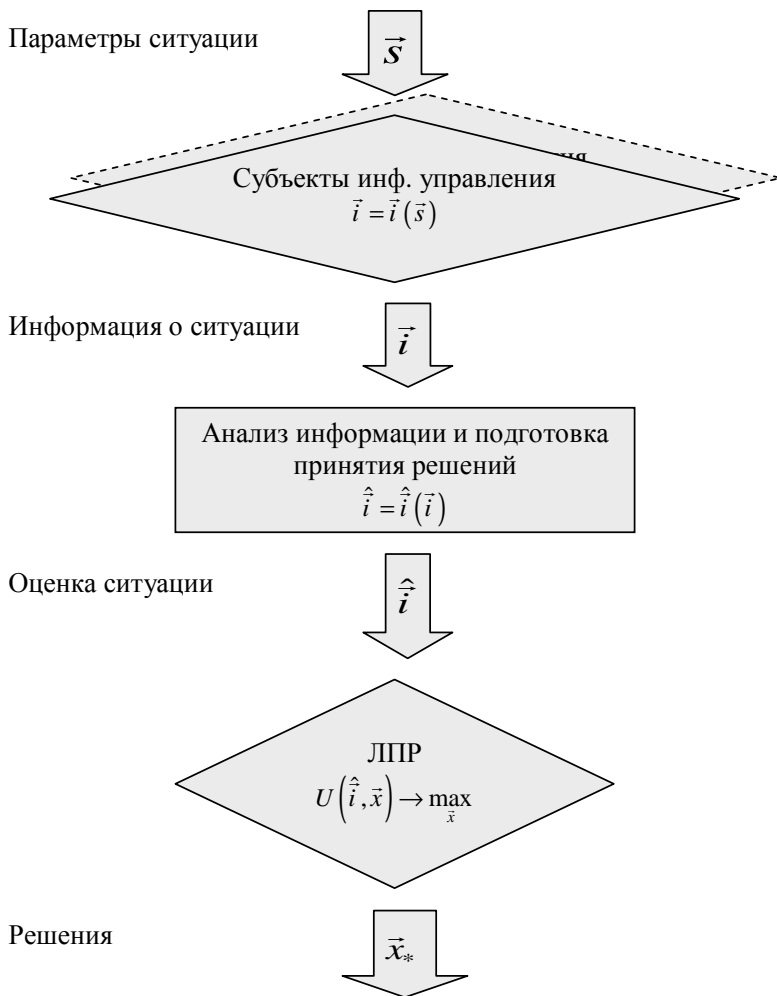 Параметры ситуации
s⃗
Субъекты инф. управления
i⃗ = i⃗(s⃗)
Информация о ситуации
i⃗
Анализ информации и подготовка
принятия решений
î⃗ = î⃗(i⃗)
Оценка ситуации
î⃗
ЛПР
U(î⃗, x⃗) → max
x⃗
Решения
x⃗*